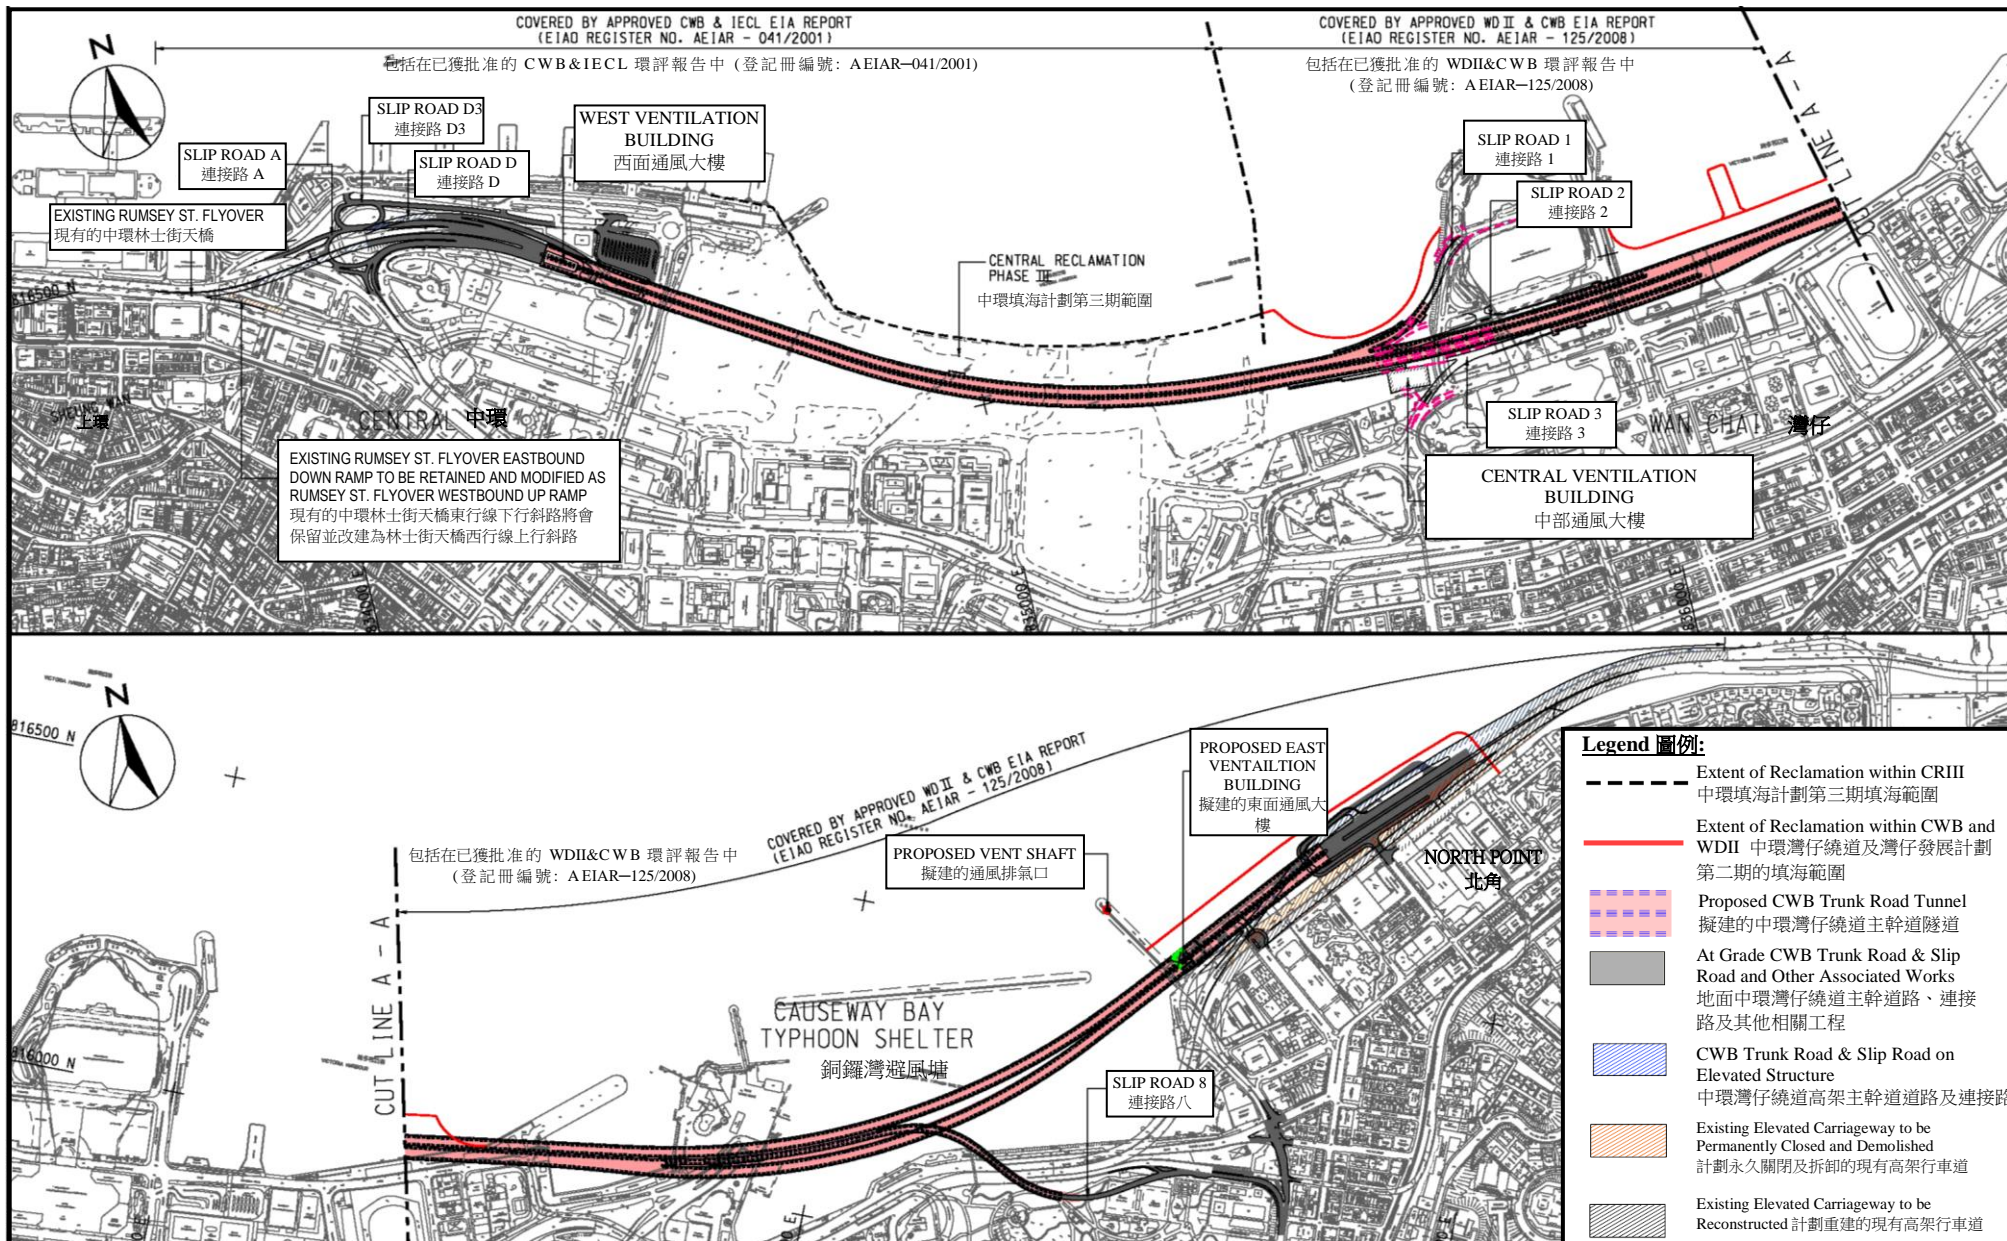 COVERED BY APPROVED CWB & IECL EIA REPORT
(EIAO REGISTER NO. AEIAR - 041/2001)
包括在已獲批准的 CWB&IECL 環評報告中 (登記冊編號: AEIAR—041/2001)
COVERED BY APPROVED WDII & CWB EIA REPORT
(EIAO REGISTER NO. AEIAR - 125/2008)
包括在已獲批准的 WDII&CWB 環評報告中
(登記冊編號: AEIAR—125/2008)
N
CUT LINE A - A
SLIP ROAD D3
連接路 D3
SLIP ROAD A
連接路 A
SLIP ROAD D
連接路 D
WEST VENTILATION
BUILDING
西面通風大樓
SLIP ROAD 1
連接路 1
SLIP ROAD 2
連接路 2
EXISTING RUMSEY ST. FLYOVER
現有的中環林士街天橋
CENTRAL RECLAMATION
PHASE III
中環填海計劃第三期範圍
816500 N
SHEUNG WAN
上環
CENTRAL 中環
SLIP ROAD 3
連接路 3
WAN CHAI 灣仔
EXISTING RUMSEY ST. FLYOVER EASTBOUND
DOWN RAMP TO BE RETAINED AND MODIFIED AS
RUMSEY ST. FLYOVER WESTBOUND UP RAMP
現有的中環林士街天橋東行線下行斜路將會
保留並改建為林士街天橋西行線上行斜路
CENTRAL VENTILATION
BUILDING
中部通風大樓
836000 E
N
816500 N
COVERED BY APPROVED WDII & CWB EIA REPORT
(EIAO REGISTER NO. AEIAR - 125/2008)
包括在已獲批准的 WDII&CWB 環評報告中
(登記冊編號: AEIAR—125/2008)
PROPOSED EAST
VENTAILTION
BUILDING
擬建的東面通風大
樓
PROPOSED VENT SHAFT
擬建的通風排氣口
NORTH POINT
北角
CUT LINE A - A
CAUSEWAY BAY
TYPHOON SHELTER
銅鑼灣避風塘
816000 N
SLIP ROAD 8
連接路八
Legend 圖例:
Extent of Reclamation within CRIII
中環填海計劃第三期填海範圍
Extent of Reclamation within CWB and
WDII 中環灣仔繞道及灣仔發展計劃
第二期的填海範圍
Proposed CWB Trunk Road Tunnel
擬建的中環灣仔繞道主幹道隧道
At Grade CWB Trunk Road & Slip
Road and Other Associated Works
地面中環灣仔繞道主幹道路、連接
路及其他相關工程
CWB Trunk Road & Slip Road on
Elevated Structure
中環灣仔繞道高架主幹道道路及連接路
Existing Elevated Carriageway to be
Permanently Closed and Demolished
計劃永久關閉及拆卸的現有高架行車道
Existing Elevated Carriageway to be
Reconstructed 計劃重建的現有高架行車道